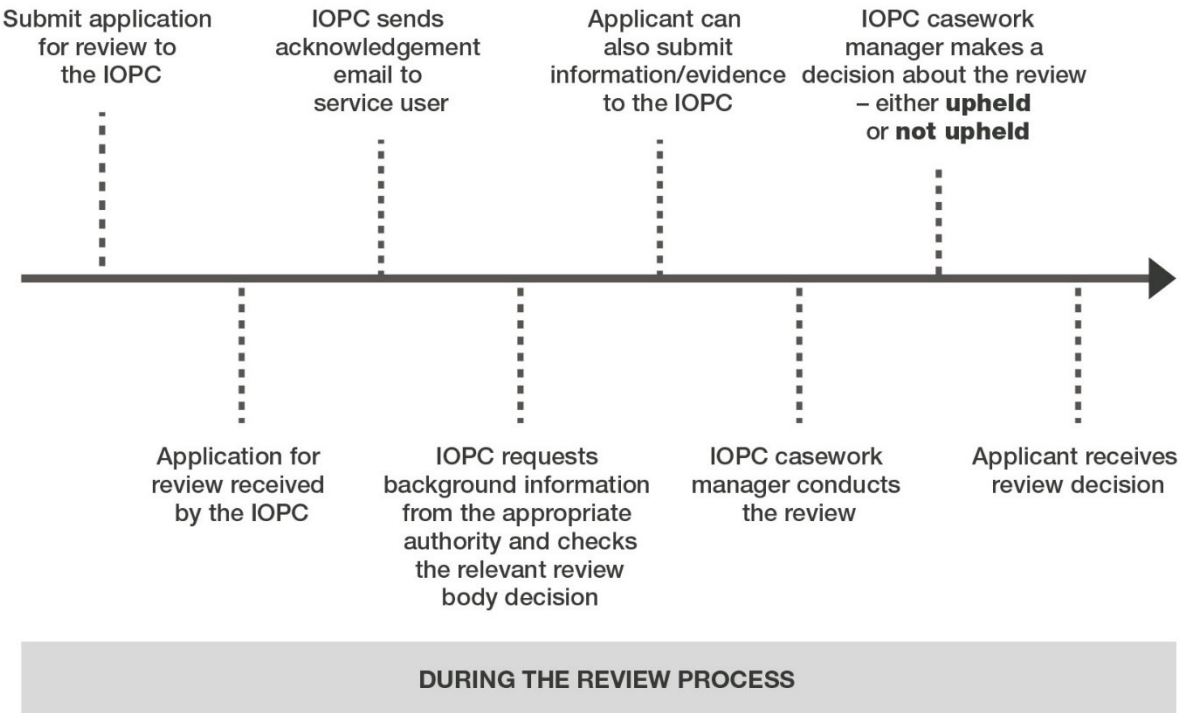 Submit application
for review to
the IOPC
IOPC sends
acknowledgement
email to
service user
Applicant can
also submit
information/evidence
to the IOPC
IOPC casework
manager makes a
decision about the review
– either upheld
or not upheld
Application for
review received
by the IOPC
IOPC requests
background information
from the appropriate
authority and checks
the relevant review
body decision
IOPC casework
manager conducts
the review
Applicant receives
review decision
DURING THE REVIEW PROCESS